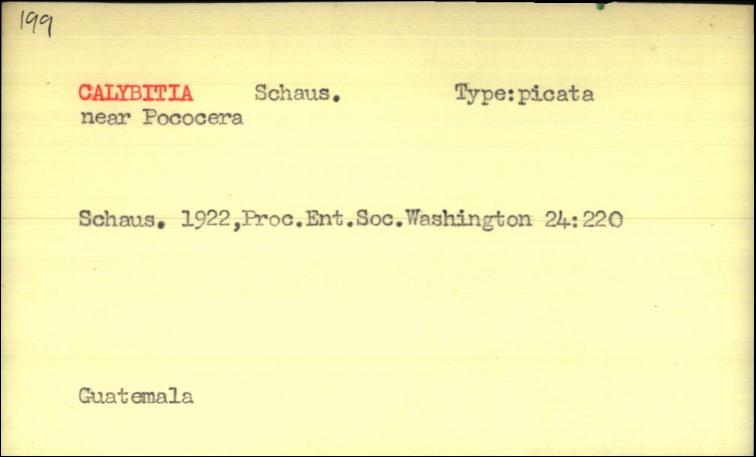 199
CALYBITIA Schaus. Type:picata
near Pococera
Schaus. 1922,Proc.Ent.Soc.Washington 24:220
Guatemala